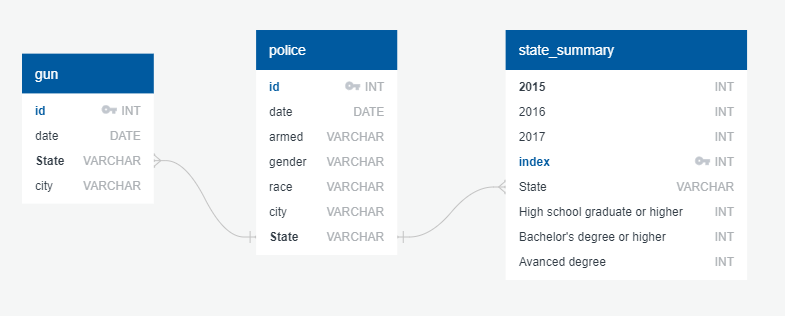 gun
id INT
date DATE
State VARCHAR
city VARCHAR
police
id INT
date DATE
armed VARCHAR
gender VARCHAR
race VARCHAR
city VARCHAR
State VARCHAR
state_summary
2015 INT
2016 INT
2017 INT
index INT
State VARCHAR
High school graduate or higher INT
Bachelor's degree or higher INT
Avanced degree INT